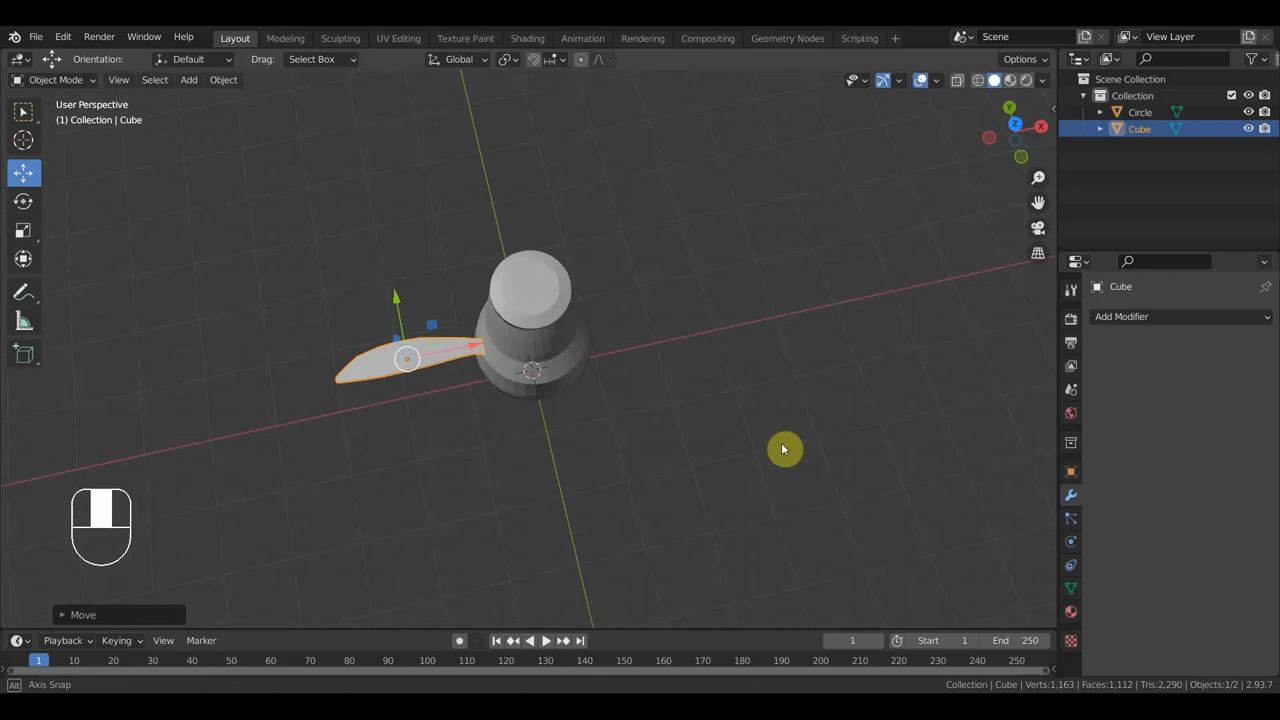 File Edit Render Window Help Layout Modeling Sculpting UV Editing Texture Paint Shading Animation Rendering Compositing Geometry Nodes Scripting + Scene View Layer
Orientation: Default Drag: Select Box Global Options
Object Mode View Select Add Object
User Perspective
(1) Collection | Cube
Y
Z
X
Scene Collection
Collection
Circle
Cube
Cube
Add Modifier
Move
Playback Keying View Marker 1 Start 1 End 250
1 10 20 30 40 50 60 70 80 90 100 110 120 130 140 150 160 170 180 190 200 210 220 230 240 250
Alt Axis Snap Collection | Cube | Verts:1,163 | Faces:1,112 | Tris:2,290 | Objects:1/2 | 2.93.7